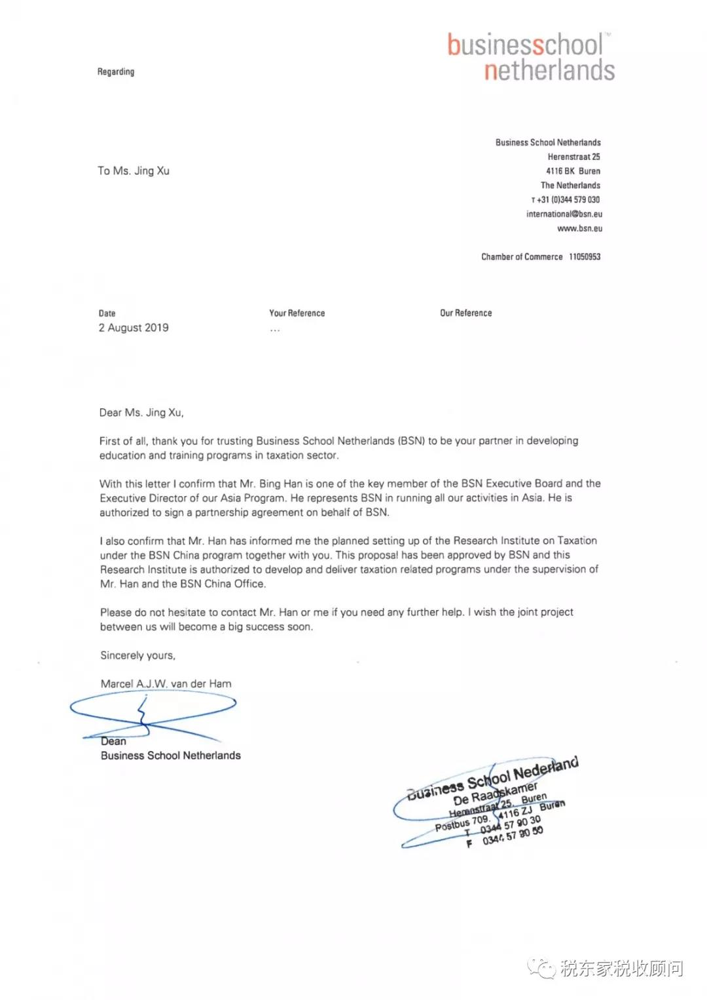 businesschool™
netherlands
Regarding
Business School Netherlands
Herenstraat 25
4116 BK Buren
The Netherlands
T +31 (0)344 579 030
international@bsn.eu
www.bsn.eu
Chamber of Commerce 11050953
To Ms. Jing Xu
Date Your Reference Our Reference
2 August 2019 ...
Dear Ms. Jing Xu,
First of all, thank you for trusting Business School Netherlands (BSN) to be your partner in developing
education and training programs in taxation sector.
With this letter I confirm that Mr. Bing Han is one of the key member of the BSN Executive Board and the
Executive Director of our Asia Program. He represents BSN in running all our activities in Asia. He is
authorized to sign a partnership agreement on behalf of BSN.
I also confirm that Mr. Han has informed me the planned setting up of the Research Institute on Taxation
under the BSN China program together with you. This proposal has been approved by BSN and this
Research Institute is authorized to develop and deliver taxation related programs under the supervision of
Mr. Han and the BSN China Office.
Please do not hesitate to contact Mr. Han or me if you need any further help. I wish the joint project
between us will become a big success soon.
Sincerely yours,
Marcel A.J.W. van der Ham
Dean
Business School Netherlands
Business School Nederland
De Raadskamer
Herenstraat 25. Buren
Postbus 709. 4116 ZJ Buren
T 0344 57 90 30
F 0344 57 90 50
税东家税收顾问